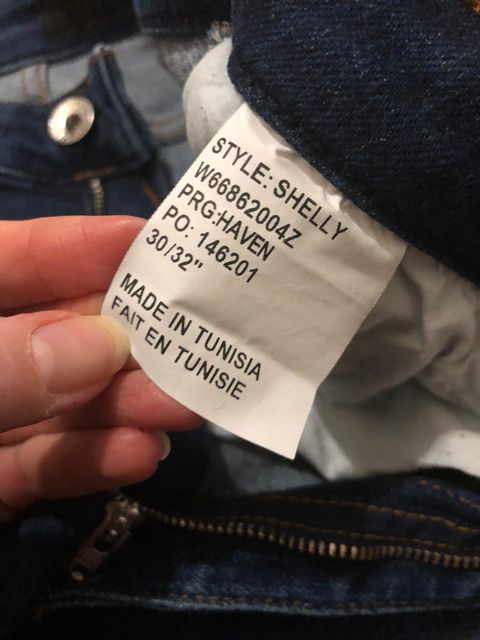 STYLE: SHELLY
W66862004Z
PRG:HAVEN
PO: 146201
30/32"
MADE IN TUNISIA
FAIT EN TUNISIE